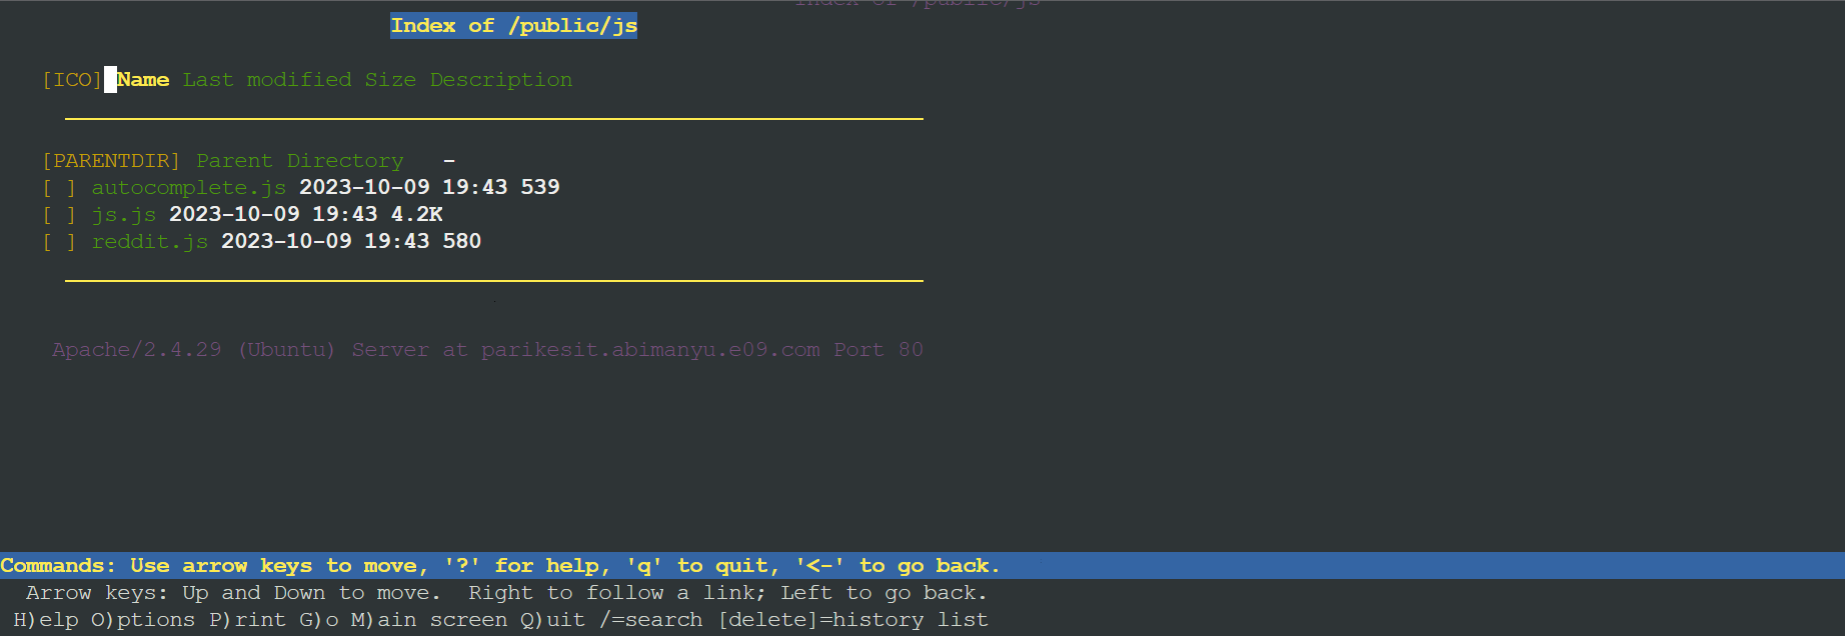 Index of /public/js
Index of /public/js
[ICO] Name Last modified Size Description
[PARENTDIR] Parent Directory -
[ ] autocomplete.js 2023-10-09 19:43 539
[ ] js.js 2023-10-09 19:43 4.2K
[ ] reddit.js 2023-10-09 19:43 580
Apache/2.4.29 (Ubuntu) Server at parikesit.abimanyu.e09.com Port 80
Commands: Use arrow keys to move, '?' for help, 'q' to quit, '<-' to go back.
Arrow keys: Up and Down to move. Right to follow a link; Left to go back.
H)elp O)ptions P)rint G)o M)ain screen Q)uit /=search [delete]=history list